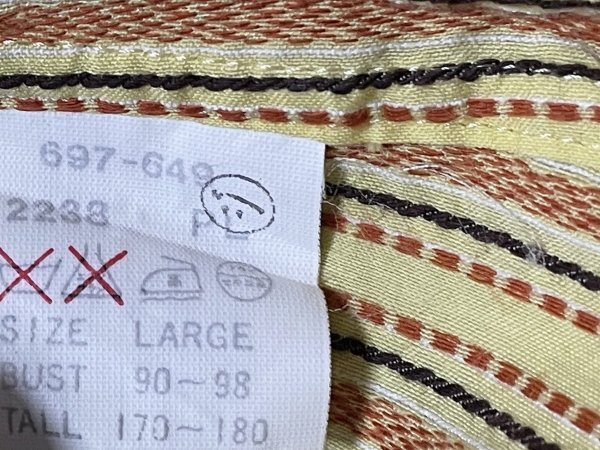 697-649
2233
SIZE LARGE
BUST 90~98
TALL 170~180